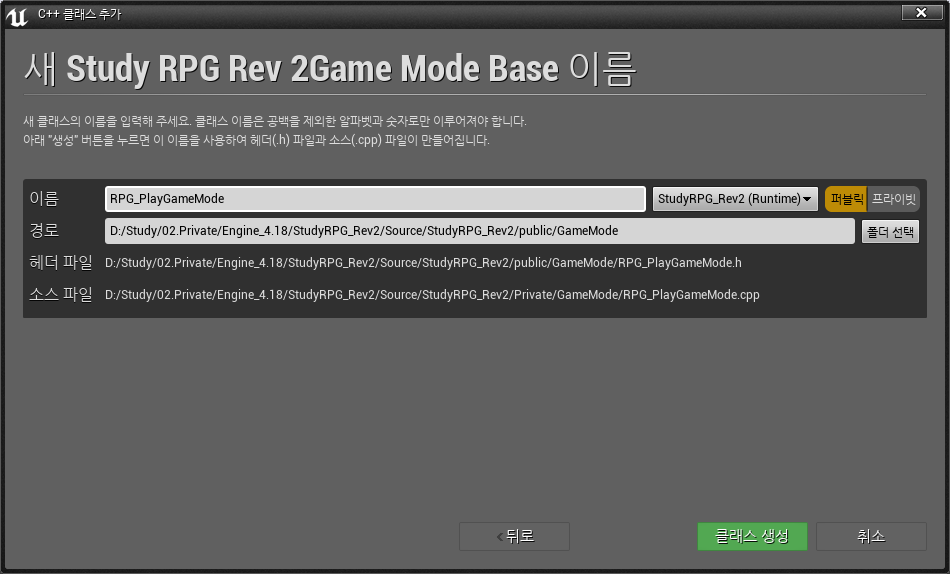 C++ 클래스 추가
새 Study RPG Rev 2Game Mode Base 이름
새 클래스의 이름을 입력해 주세요. 클래스 이름은 공백을 제외한 알파벳과 숫자로만 이루어져야 합니다.
아래 "생성" 버튼을 누르면 이 이름을 사용하여 헤더(.h) 파일과 소스(.cpp) 파일이 만들어집니다.
이름 RPG_PlayGameMode StudyRPG_Rev2 (Runtime) 퍼블릭 프라이빗
경로 D:/Study/02.Private/Engine_4.18/StudyRPG_Rev2/Source/StudyRPG_Rev2/public/GameMode 폴더 선택
헤더 파일 D:/Study/02.Private/Engine_4.18/StudyRPG_Rev2/Source/StudyRPG_Rev2/public/GameMode/RPG_PlayGameMode.h
소스 파일 D:/Study/02.Private/Engine_4.18/StudyRPG_Rev2/Source/StudyRPG_Rev2/Private/GameMode/RPG_PlayGameMode.cpp
뒤로 클래스 생성 취소